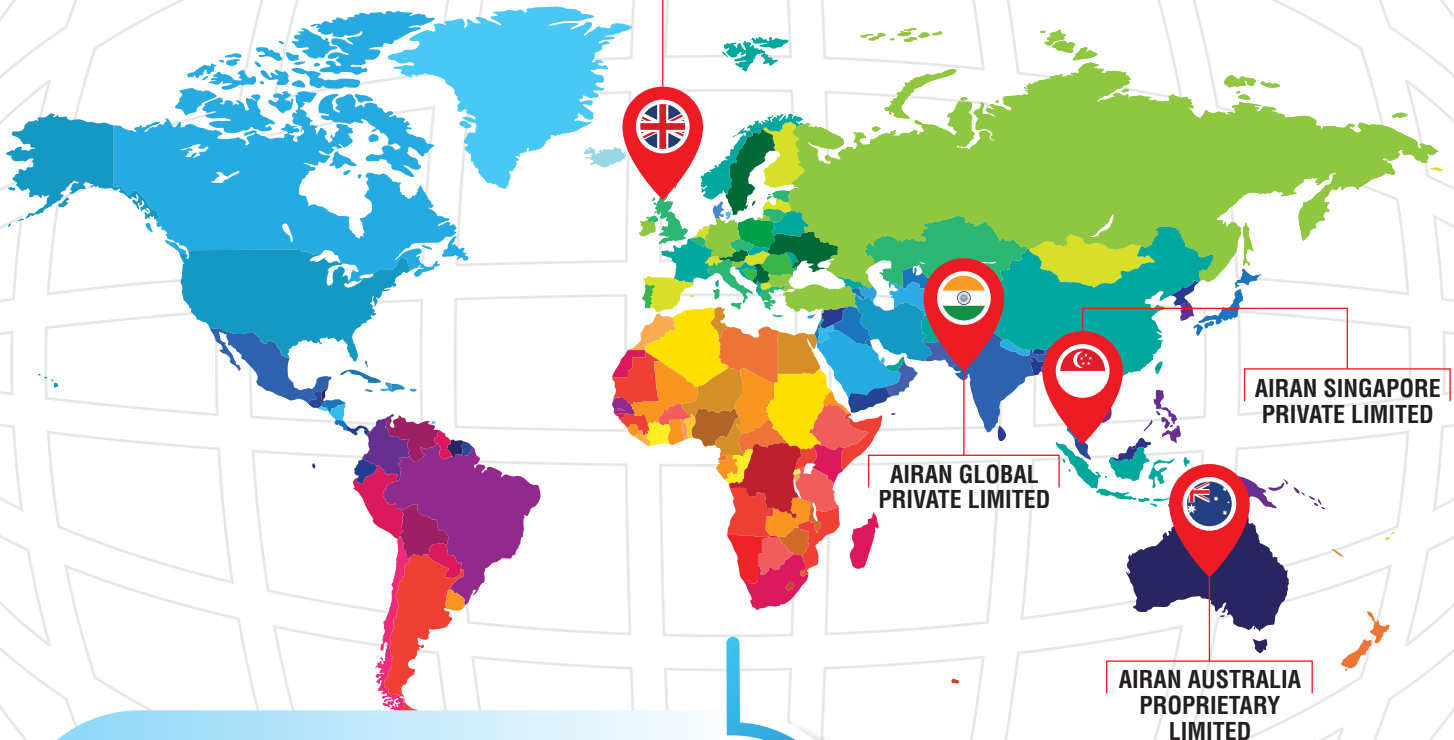 AIRAN SINGAPORE
PRIVATE LIMITED
AIRAN GLOBAL
PRIVATE LIMITED
AIRAN AUSTRALIA
PROPRIETARY
LIMITED